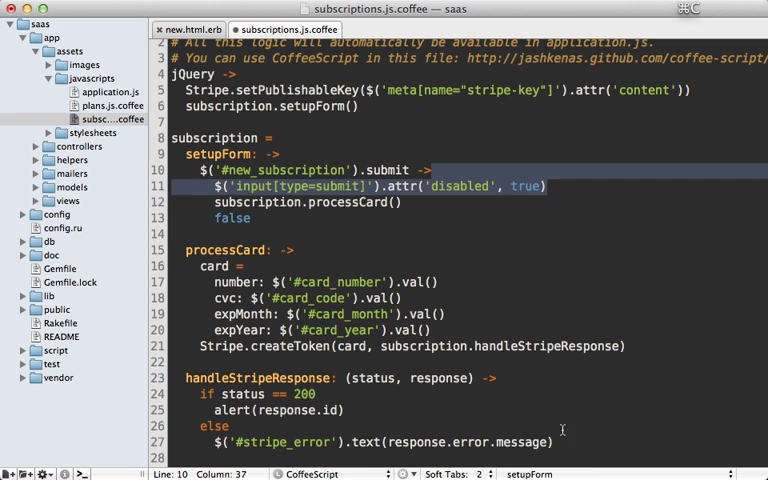 subscriptions.js.coffee — saas
⌘C
new.html.erb
subscriptions.js.coffee
saas
app
assets
images
javascripts
application.js
plans.js.coffee
subsc....coffee
stylesheets
controllers
helpers
mailers
models
views
config
config.ru
db
doc
Gemfile
Gemfile.lock
lib
public
Rakefile
README
script
test
vendor
2 # All this logic will automatically be available in application.js.
3 # You can use CoffeeScript in this file: http://jashkenas.github.com/coffee-script/
4 jQuery ->
5 Stripe.setPublishableKey($('meta[name="stripe-key"]').attr('content'))
6 subscription.setupForm()
7
8 subscription =
9 setupForm: ->
10 $('#new_subscription').submit ->
11 $('input[type=submit]').attr('disabled', true)
12 subscription.processCard()
13 false
14
15 processCard: ->
16 card =
17 number: $('#card_number').val()
18 cvc: $('#card_code').val()
19 expMonth: $('#card_month').val()
20 expYear: $('#card_year').val()
21 Stripe.createToken(card, subscription.handleStripeResponse)
22
23 handleStripeResponse: (status, response) ->
24 if status == 200
25 alert(response.id)
26 else
27 $('#stripe_error').text(response.error.message)
28
Line: 10 Column: 37
CoffeeScript
Soft Tabs: 2
setupForm